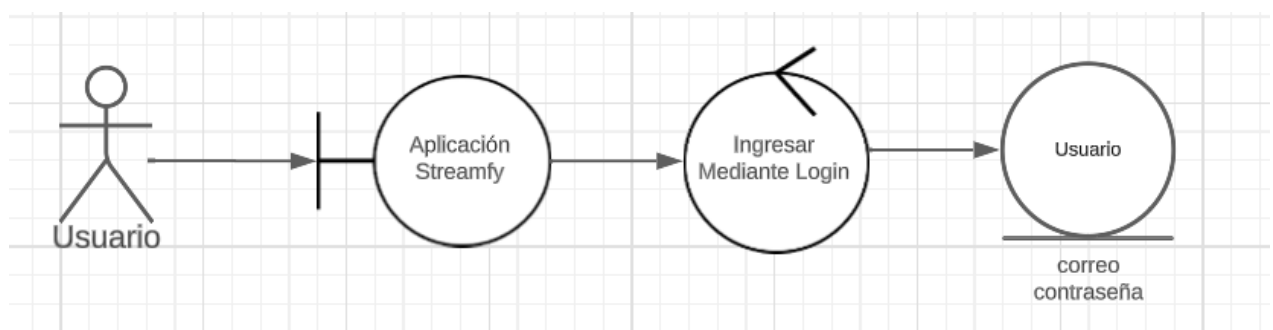 Usuario
Aplicación
Streamfy
Ingresar
Mediante Login
Usuario
correo
contraseña